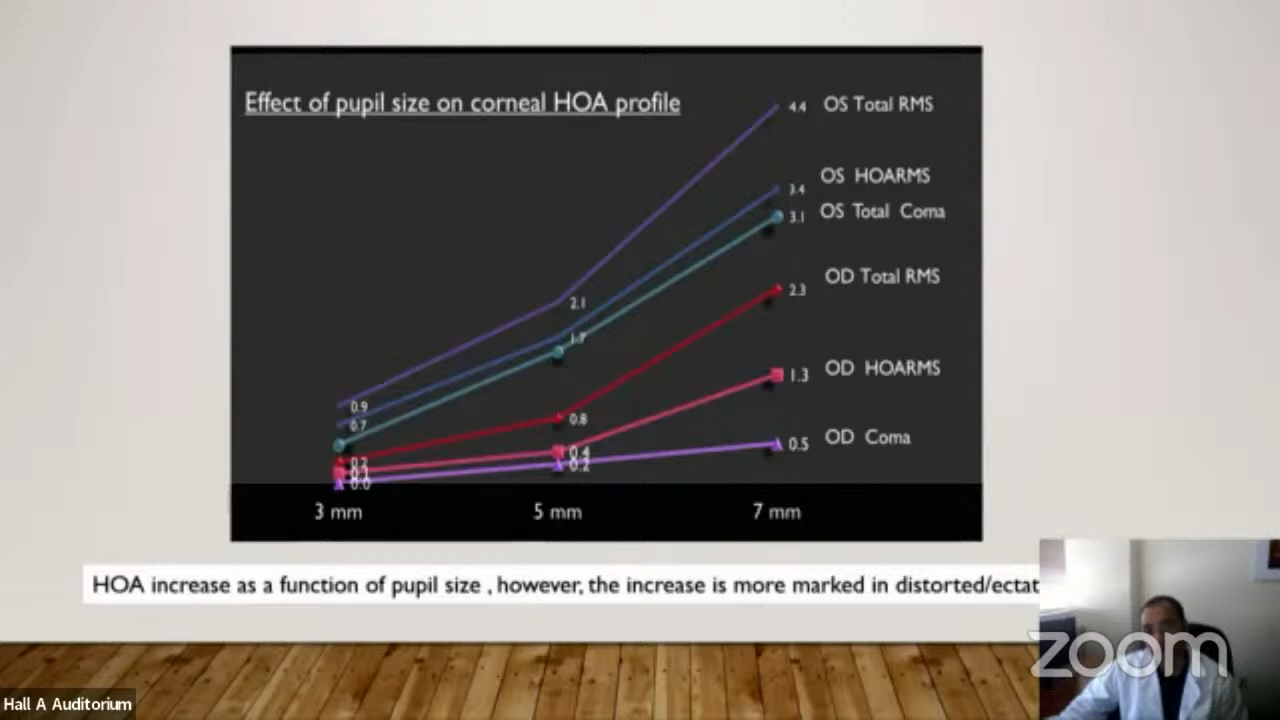 Effect of pupil size on corneal HOA profile
4.4 OS Total RMS
3.4 OS HOARMS
3.1 OS Total Coma
2.3 OD Total RMS
1.3 OD HOARMS
0.5 OD Coma
2.1
1.7
0.8
0.4
0.2
0.9
0.7
0.2
0.1
0.0
3 mm 5 mm 7 mm
HOA increase as a function of pupil size , however, the increase is more marked in distorted/ectat
zoom
Hall A Auditorium